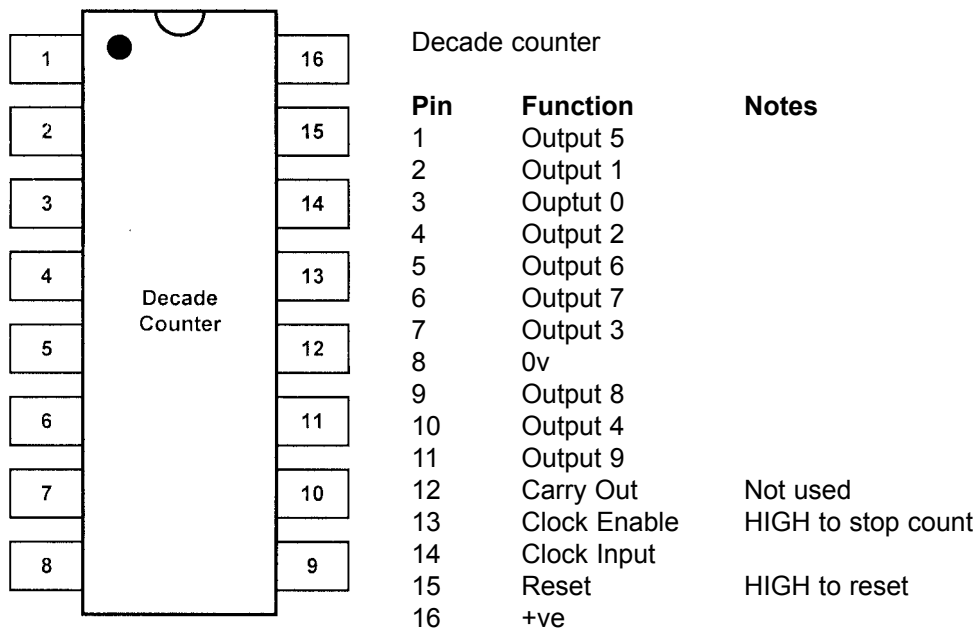 1
2
3
4
5
6
7
8
Decade
Counter
16
15
14
13
12
11
10
9
Decade counter
Pin Function Notes
1 Output 5
2 Output 1
3 Ouptut 0
4 Output 2
5 Output 6
6 Output 7
7 Output 3
8 0v
9 Output 8
10 Output 4
11 Output 9
12 Carry Out Not used
13 Clock Enable HIGH to stop count
14 Clock Input
15 Reset HIGH to reset
16 +ve